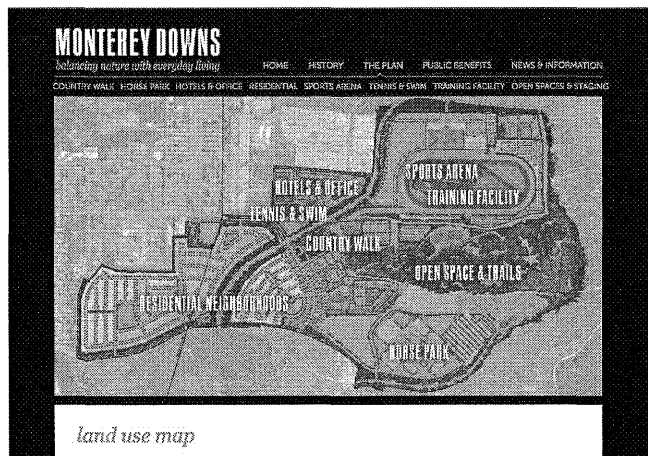 MONTEREY DOWNS
balancing nature with everyday living
HOME HISTORY THE PLAN PUBLIC BENEFITS NEWS & INFORMATION
COUNTRY WALK HORSE PARK HOTELS & OFFICE RESIDENTIAL SPORTS ARENA TENNIS & SWIM TRAINING FACILITY OPEN SPACES & STAGING
SPORTS ARENA
HOTELS & OFFICE
TRAINING FACILITY
TENNIS & SWIM
COUNTRY WALK
OPEN SPACE & TRAILS
RESIDENTIAL NEIGHBORHOODS
HORSE PARK
land use map